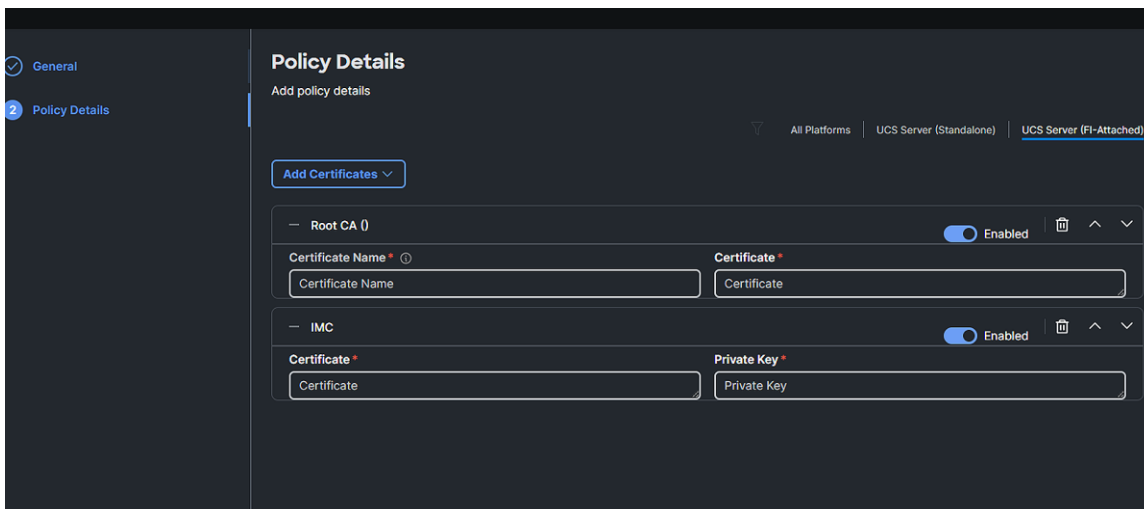 General
2 Policy Details
Policy Details
Add policy details
All Platforms UCS Server (Standalone) UCS Server (FI-Attached)
Add Certificates
Root CA () Enabled
Certificate Name * Certificate *
Certificate Name Certificate
IMC Enabled
Certificate * Private Key *
Certificate Private Key